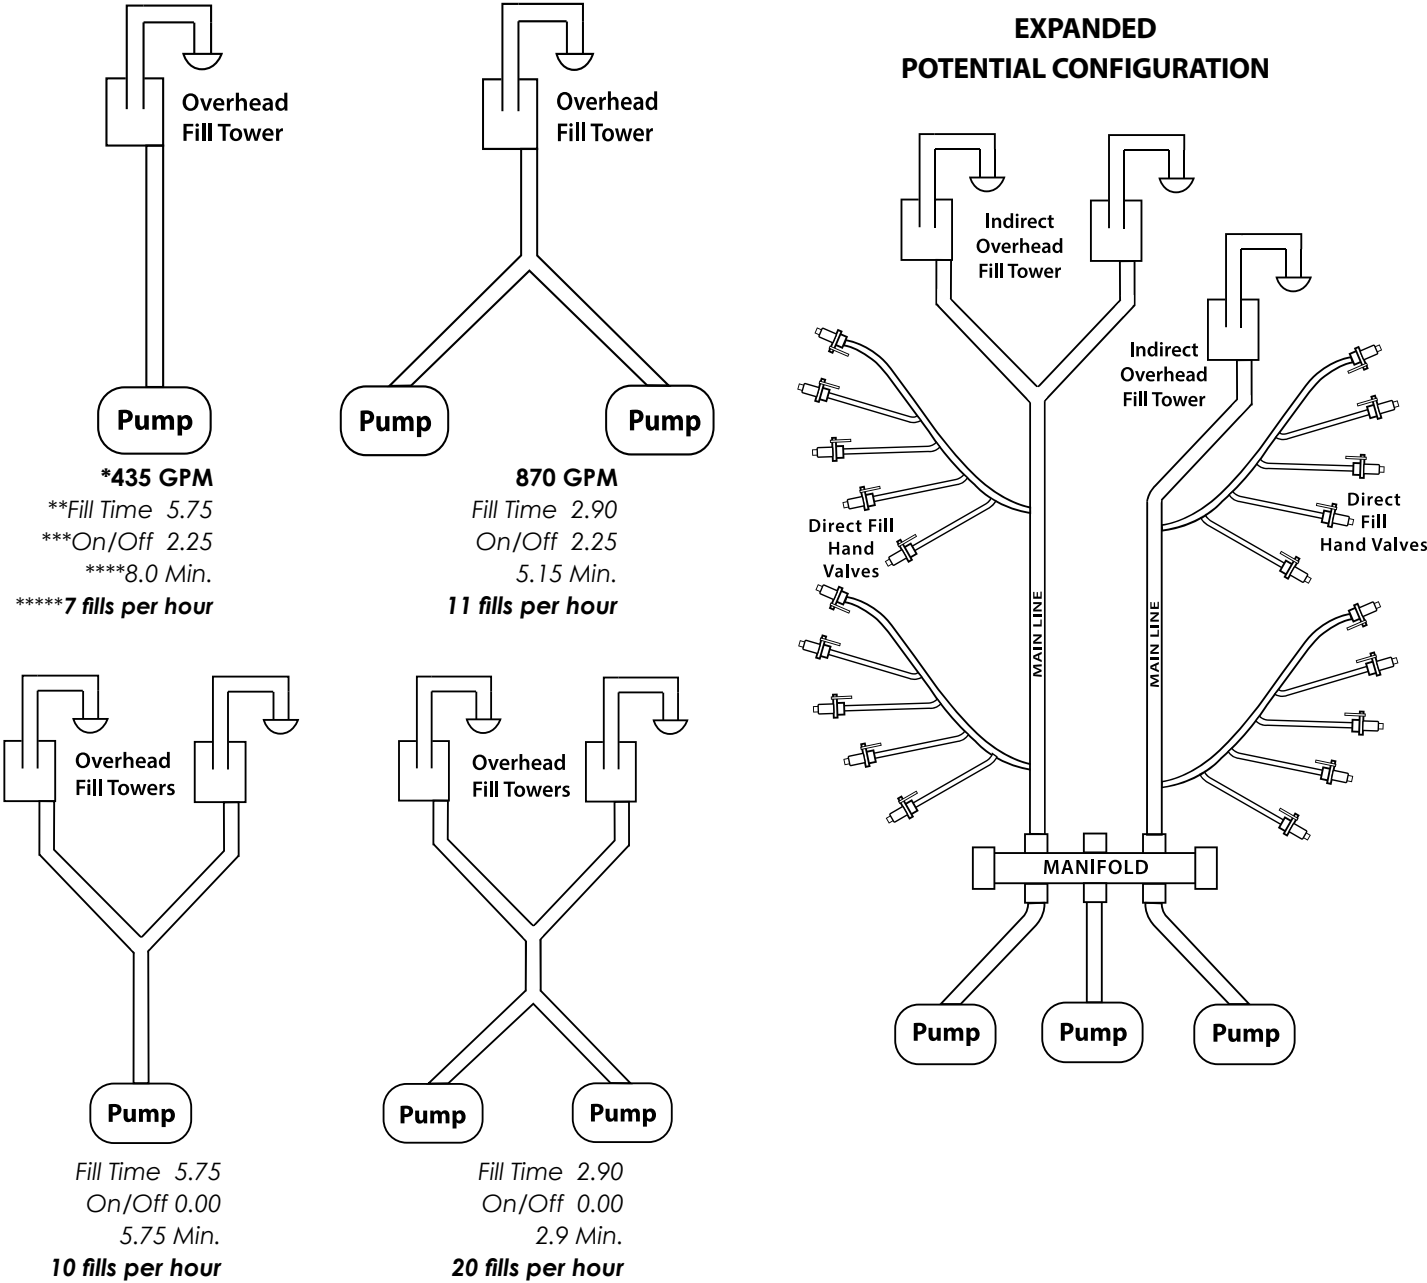 Overhead
Fill Tower
Pump
*435 GPM
**Fill Time 5.75
***On/Off 2.25
****8.0 Min.
*****7 fills per hour
Overhead
Fill Tower
Pump
Pump
870 GPM
Fill Time 2.90
On/Off 2.25
5.15 Min.
11 fills per hour
Overhead
Fill Towers
Pump
Fill Time 5.75
On/Off 0.00
5.75 Min.
10 fills per hour
Overhead
Fill Towers
Pump
Pump
Fill Time 2.90
On/Off 0.00
2.9 Min.
20 fills per hour
EXPANDED
POTENTIAL CONFIGURATION
Indirect
Overhead
Fill Tower
Indirect
Overhead
Fill Tower
Direct Fill
Hand
Valves
Direct
Fill
Hand Valves
MAIN LINE
MAIN LINE
MANIFOLD
Pump
Pump
Pump